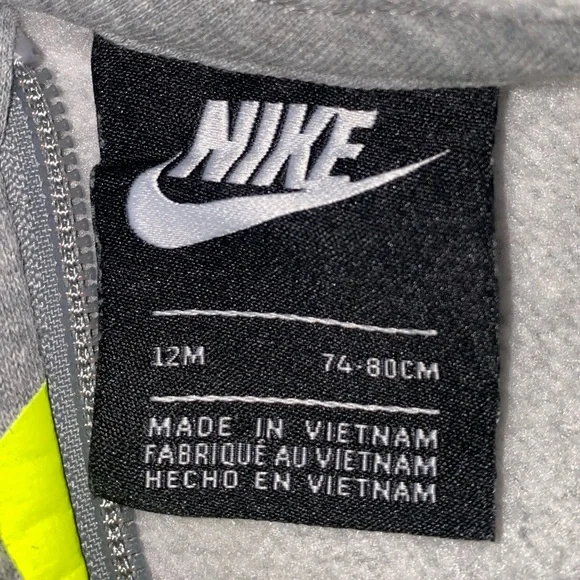 NIKE
12M 74-80CM
MADE IN VIETNAM
FABRIQUÉ AU VIETNAM
HECHO EN VIETNAM